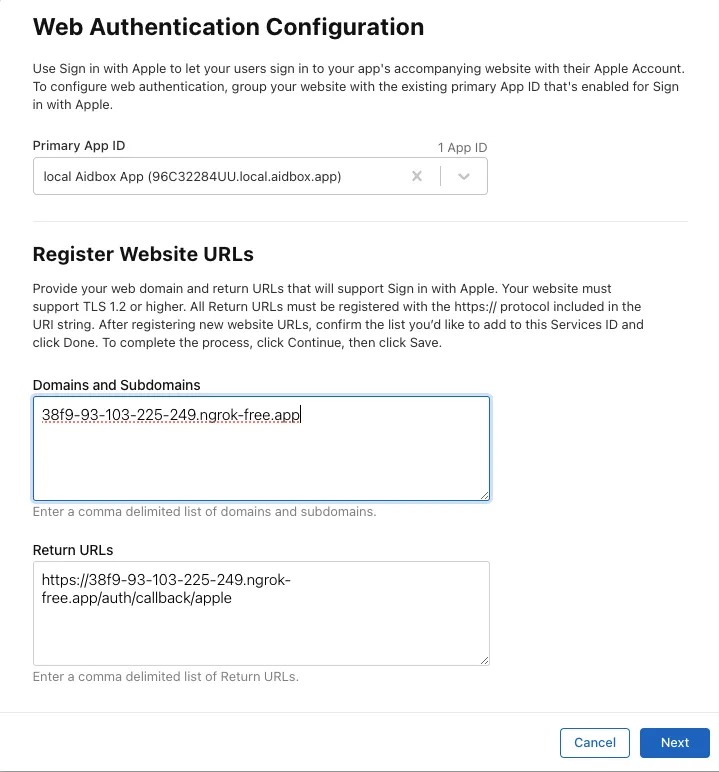 Web Authentication Configuration
Use Sign in with Apple to let your users sign in to your app's accompanying website with their Apple Account.
To configure web authentication, group your website with the existing primary App ID that's enabled for Sign
in with Apple.
Primary App ID
1 App ID
local Aidbox App (96C32284UU.local.aidbox.app)
Register Website URLs
Provide your web domain and return URLs that will support Sign in with Apple. Your website must
support TLS 1.2 or higher. All Return URLs must be registered with the https:// protocol included in the
URI string. After registering new website URLs, confirm the list you’d like to add to this Services ID and
click Done. To complete the process, click Continue, then click Save.
Domains and Subdomains
38f9-93-103-225-249.ngrok-free.app
Enter a comma delimited list of domains and subdomains.
Return URLs
https://38f9-93-103-225-249.ngrok-
free.app/auth/callback/apple
Enter a comma delimited list of Return URLs.
Cancel
Next